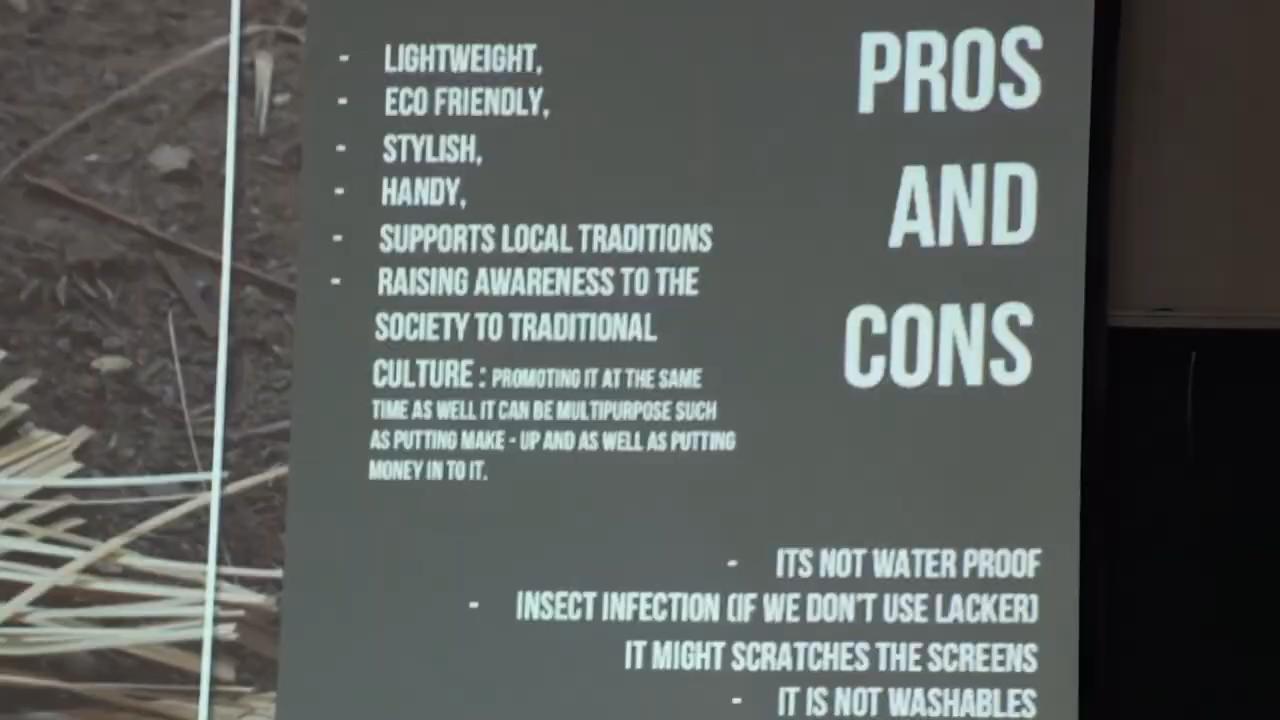 PROS
AND
CONS
- LIGHTWEIGHT,
- ECO FRIENDLY,
- STYLISH,
- HANDY,
- SUPPORTS LOCAL TRADITIONS
- RAISING AWARENESS TO THE
SOCIETY TO TRADITIONAL
CULTURE : PROMOTING IT AT THE SAME
TIME AS WELL IT CAN BE MULTIPURPOSE SUCH
AS PUTTING MAKE - UP AND AS WELL AS PUTTING
MONEY IN TO IT.
- ITS NOT WATER PROOF
- INSECT INFECTION (IF WE DON'T USE LACKER)
IT MIGHT SCRATCHES THE SCREENS
- IT IS NOT WASHABLES